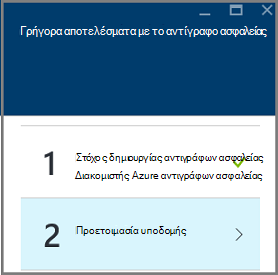 Γρήγορα αποτελέσματα με το αντίγραφο ασφαλείας
1
Στόχος δημιουργίας αντιγράφων ασφαλείας
Διακομιστής Azure αντιγράφων ασφαλείας
2
Προετοιμασία υποδομής